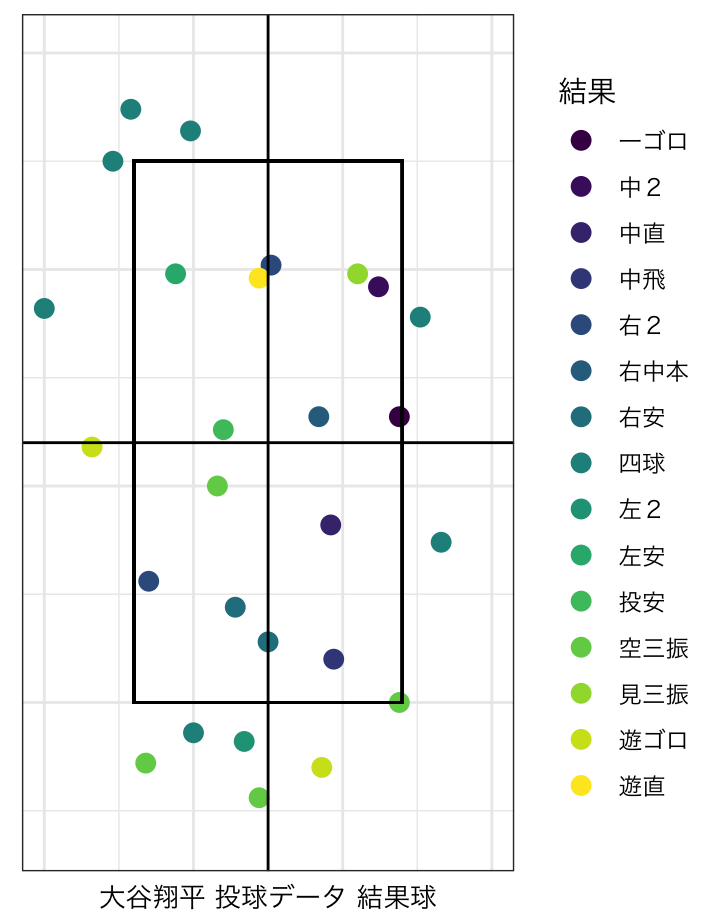 結果
一ゴロ
中２
中直
中飛
右２
右中本
右安
四球
左２
左安
投安
空三振
見三振
遊ゴロ
遊直
大谷翔平 投球データ 結果球